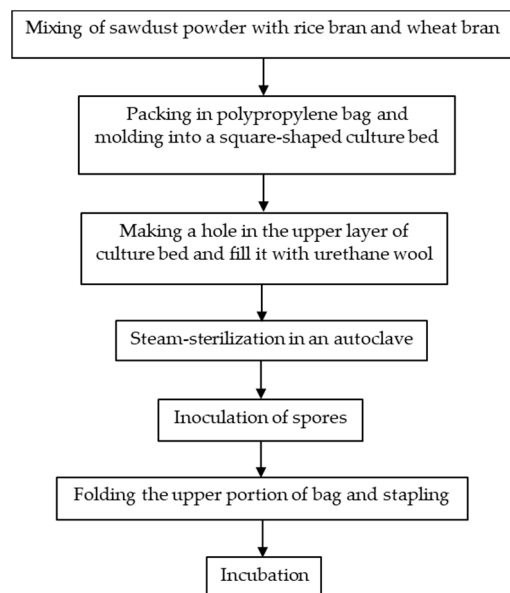 Mixing of sawdust powder with rice bran and wheat bran
Packing in polypropylene bag and
molding into a square-shaped culture bed
Making a hole in the upper layer of
culture bed and fill it with urethane wool
Steam-sterilization in an autoclave
Inoculation of spores
Folding the upper portion of bag and stapling
Incubation